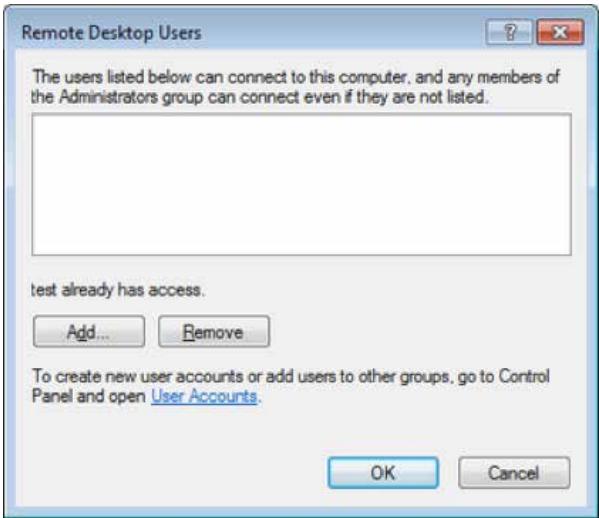 Remote Desktop Users
The users listed below can connect to this computer, and any members of
the Administrators group can connect even if they are not listed.
test already has access.
Add...
Remove
To create new user accounts or add users to other groups, go to Control
Panel and open User Accounts.
OK
Cancel